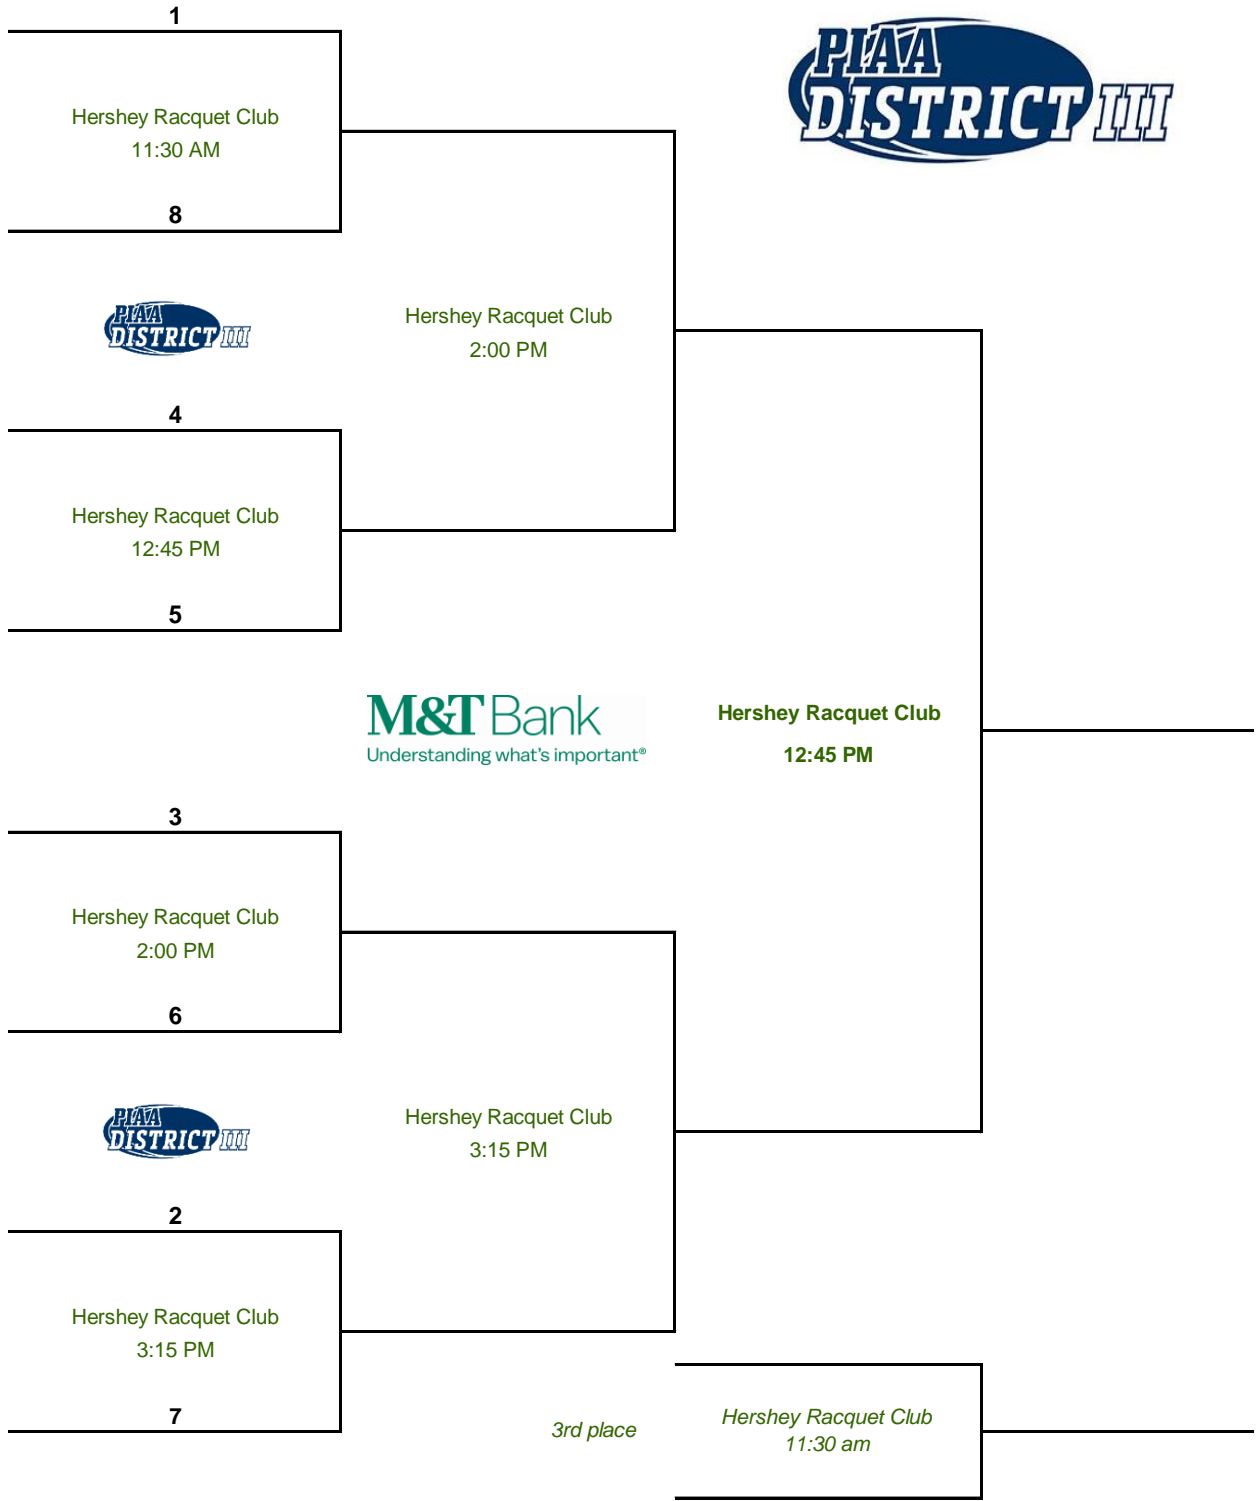 1
PIAA
DISTRICT III
Hershey Racquet Club
11:30 AM
8
PIAA
DISTRICT III
Hershey Racquet Club
2:00 PM
4
Hershey Racquet Club
12:45 PM
5
M&T Bank
Understanding what's important®
Hershey Racquet Club
12:45 PM
3
Hershey Racquet Club
2:00 PM
6
PIAA
DISTRICT III
Hershey Racquet Club
3:15 PM
2
Hershey Racquet Club
3:15 PM
7
3rd place
Hershey Racquet Club
11:30 am